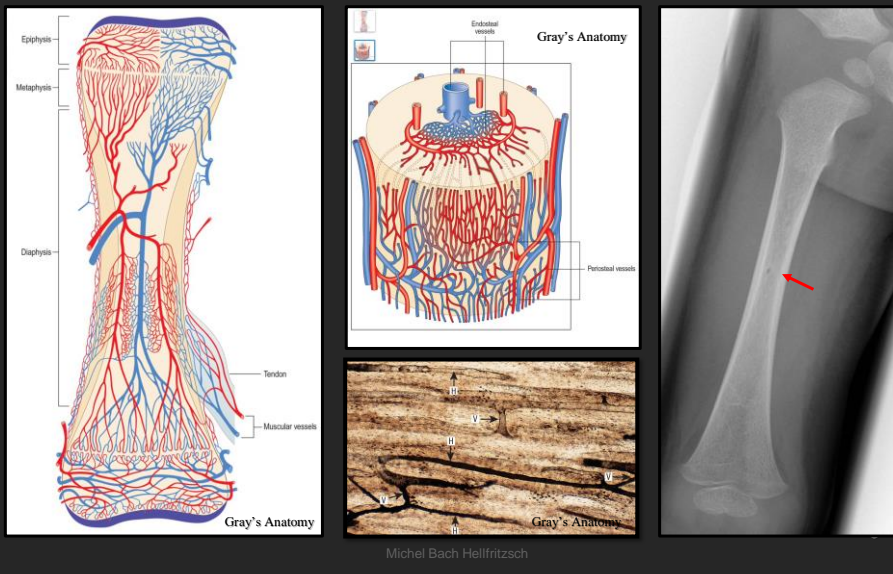 Epiphysis
Metaphysis
Diaphysis
Tendon
Muscular vessels
Gray's Anatomy
Endosteal
vessels
Gray's Anatomy
Periosteal vessels
H
V
H
V
V
H
Gray's Anatomy
Michel Bach Hellfritzsch